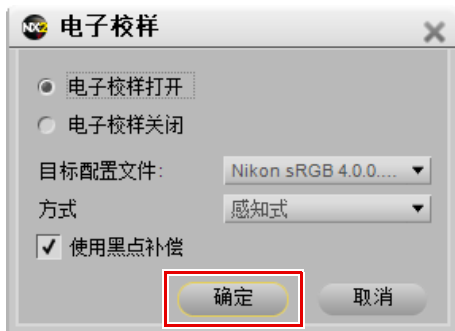 NX2 电子校样
电子校样打开
电子校样关闭
目标配置文件: Nikon sRGB 4.0.0....
方式 感知式
使用黑点补偿
确定 取消